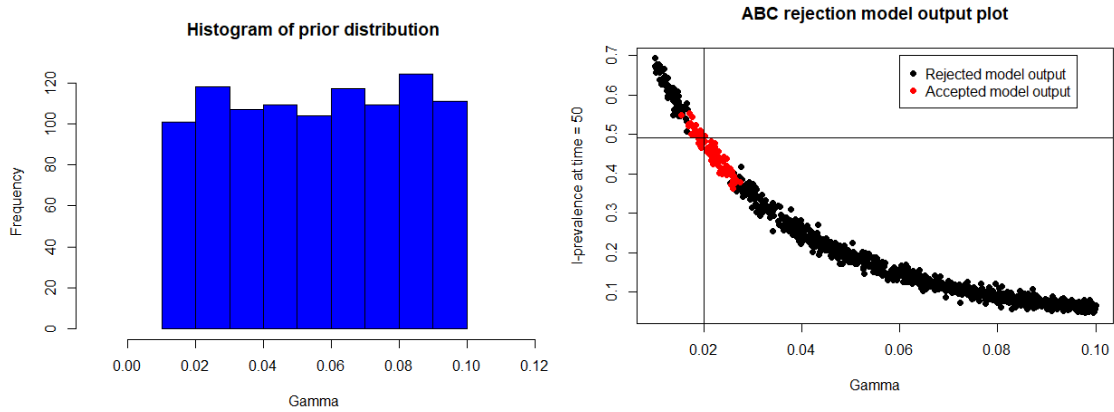 Histogram of prior distribution
Frequency
0
20
40
60
80
100
120
0.00 0.02 0.04 0.06 0.08 0.10 0.12
Gamma
ABC rejection model output plot
I-prevalence at time = 50
0.1
0.2
0.3
0.4
0.5
0.6
0.7
Rejected model output
Accepted model output
0.02 0.04 0.06 0.08 0.10
Gamma